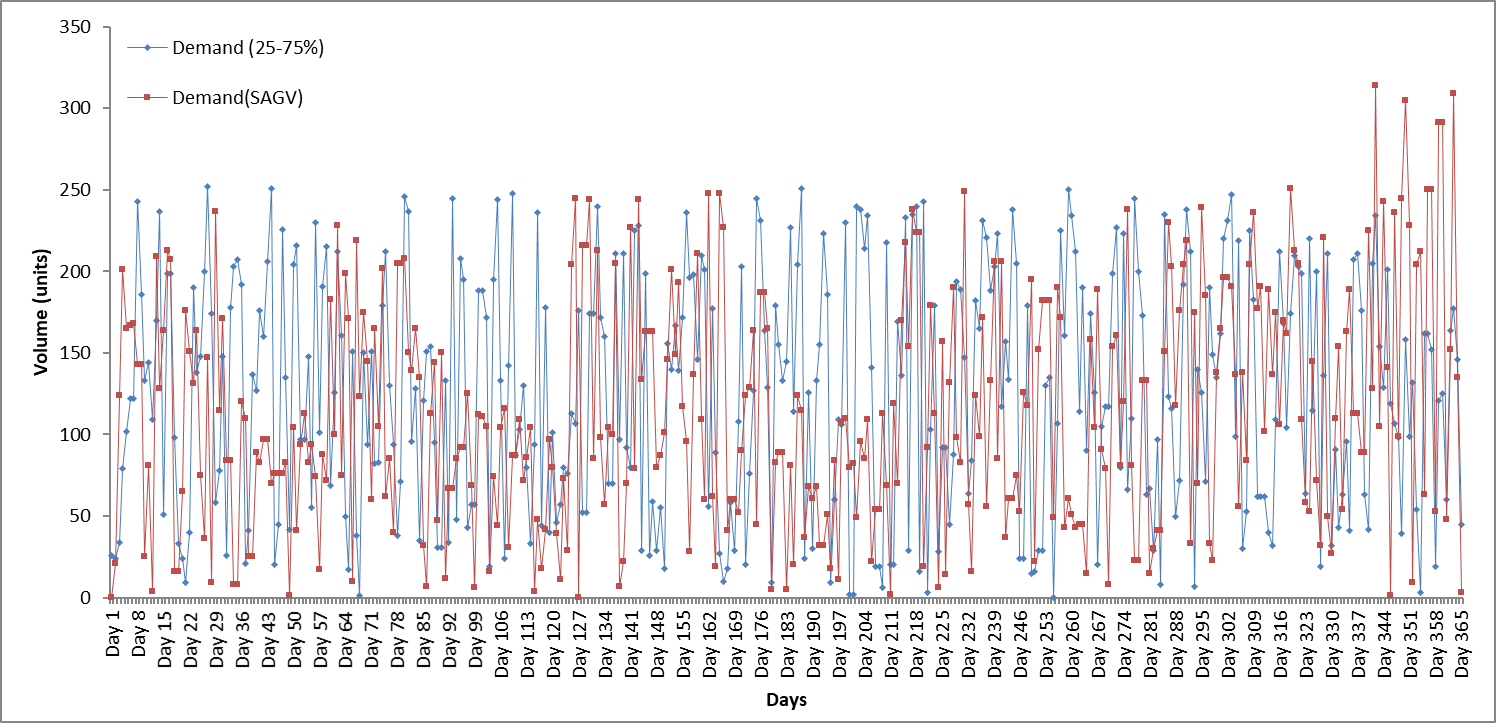 350
300
250
200
150
100
50
0
Volume (units)
Demand (25-75%)
Demand(SAGV)
Day 1
Day 8
Day 15
Day 22
Day 29
Day 36
Day 43
Day 50
Day 57
Day 64
Day 71
Day 78
Day 85
Day 92
Day 99
Day 106
Day 113
Day 120
Day 127
Day 134
Day 141
Day 148
Day 155
Day 162
Day 169
Day 176
Day 183
Day 190
Day 197
Day 204
Day 211
Day 218
Day 225
Day 232
Day 239
Day 246
Day 253
Day 260
Day 267
Day 274
Day 281
Day 288
Day 295
Day 302
Day 309
Day 316
Day 323
Day 330
Day 337
Day 344
Day 351
Day 358
Day 365
Days